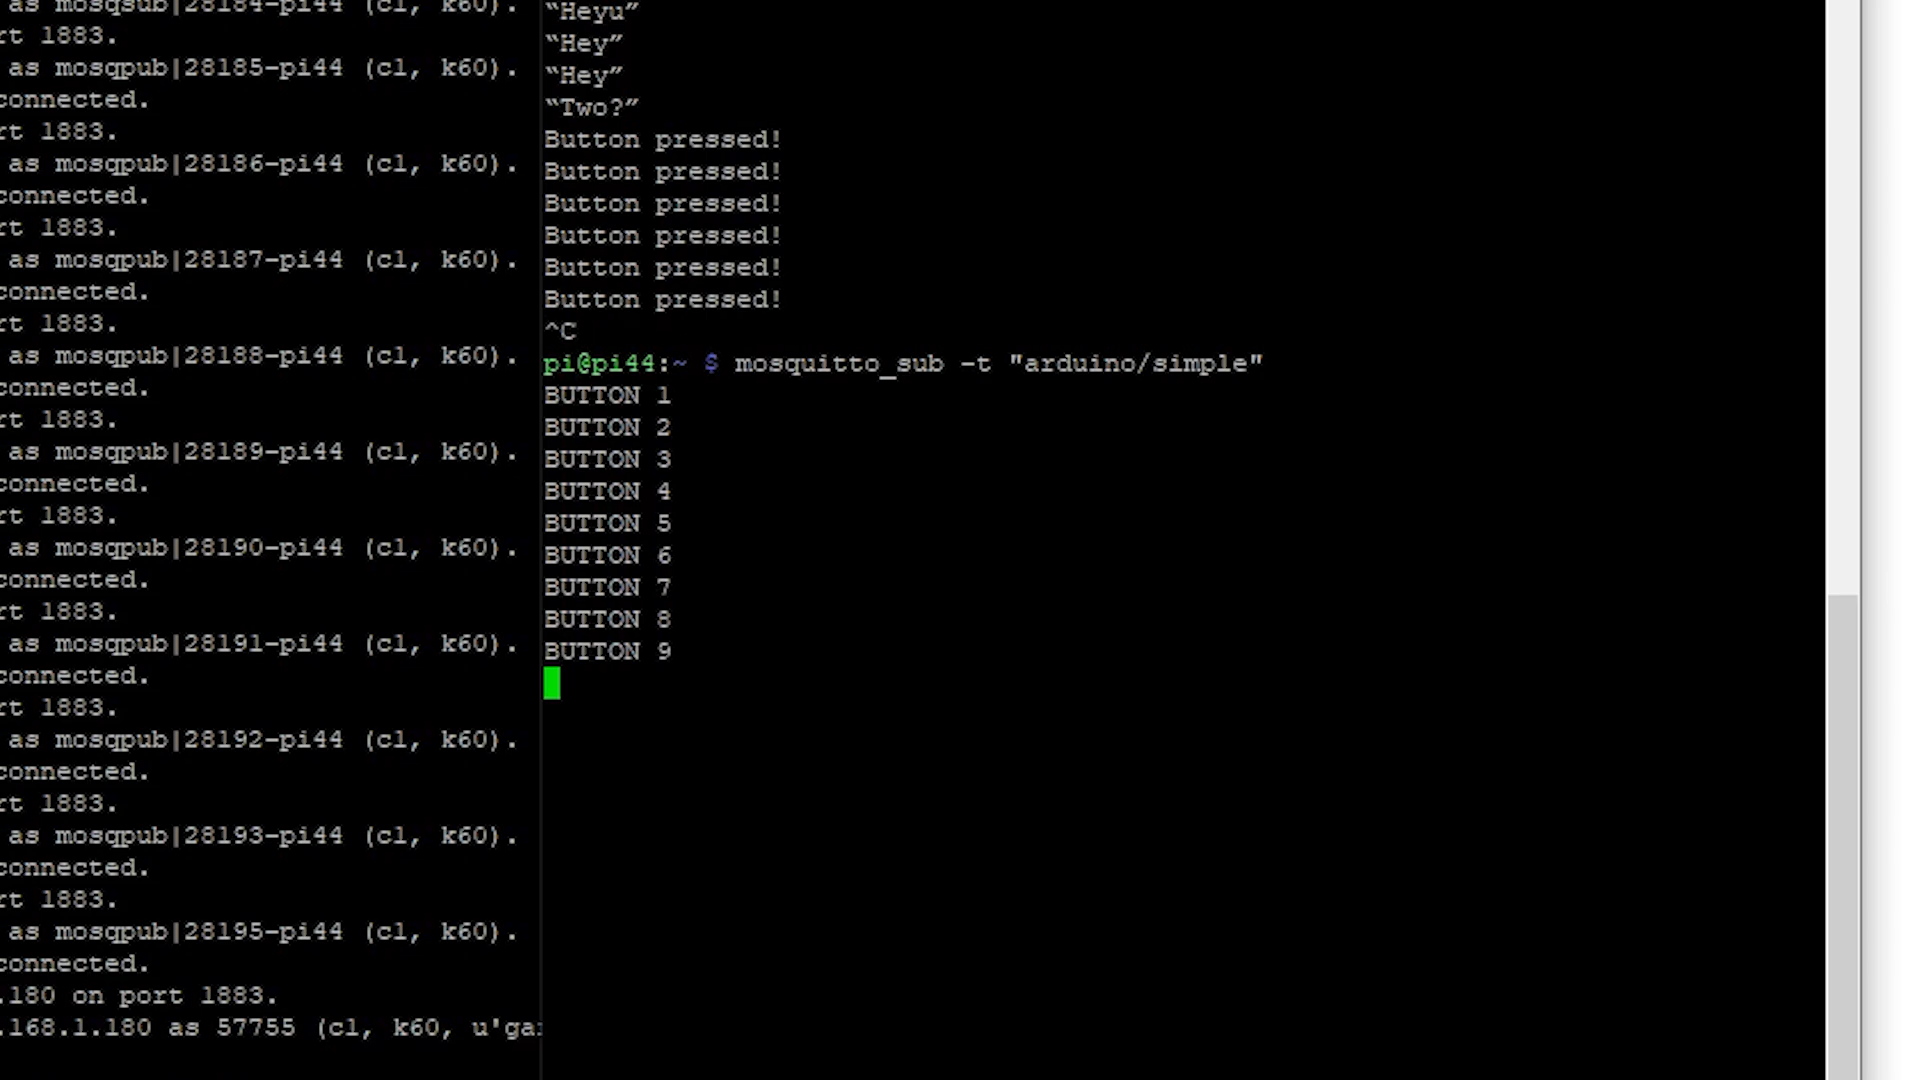 as mosqsub|28184-pi44 (c1, k60).
rt 1883.
as mosqpub|28185-pi44 (c1, k60).
connected.
rt 1883.
as mosqpub|28186-pi44 (c1, k60).
connected.
rt 1883.
as mosqpub|28187-pi44 (c1, k60).
connected.
rt 1883.
as mosqpub|28188-pi44 (c1, k60).
connected.
rt 1883.
as mosqpub|28189-pi44 (c1, k60).
connected.
rt 1883.
as mosqpub|28190-pi44 (c1, k60).
connected.
rt 1883.
as mosqpub|28191-pi44 (c1, k60).
connected.
rt 1883.
as mosqpub|28192-pi44 (c1, k60).
connected.
rt 1883.
as mosqpub|28193-pi44 (c1, k60).
connected.
rt 1883.
as mosqpub|28195-pi44 (c1, k60).
connected.
.180 on port 1883.
.168.1.180 as 57755 (c1, k60, u'ga
“Heyu”
“Hey”
“Hey”
“Two?”
Button pressed!
Button pressed!
Button pressed!
Button pressed!
Button pressed!
Button pressed!
^C
pi@pi44:~ $ mosquitto_sub -t "arduino/simple"
BUTTON 1
BUTTON 2
BUTTON 3
BUTTON 4
BUTTON 5
BUTTON 6
BUTTON 7
BUTTON 8
BUTTON 9